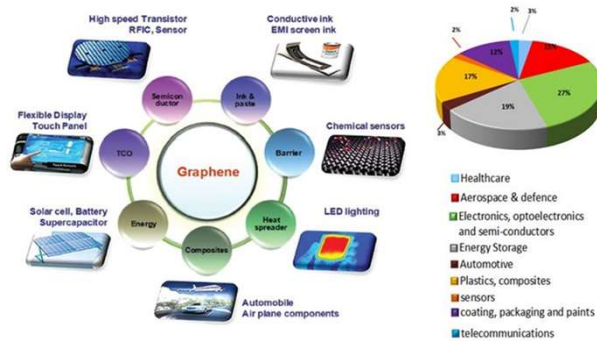 High speed Transistor
RFIC, Sensor
Conductive ink
EMI screen ink
Semicon
ductor
Ink &
paste
Flexible Display
Touch Panel
TCO
Graphene
Barrier
Chemical sensors
Solar cell, Battery
Supercapacitor
Energy
Composites
Heat
spreader
LED lighting
Automobile
Air plane components
2%
3%
2%
12%
17%
27%
19%
3%
Healthcare
Aerospace & defence
Electronics, optoelectronics
and semi-conductors
Energy Storage
Automotive
Plastics, composites
sensors
coating, packaging and paints
telecommunications